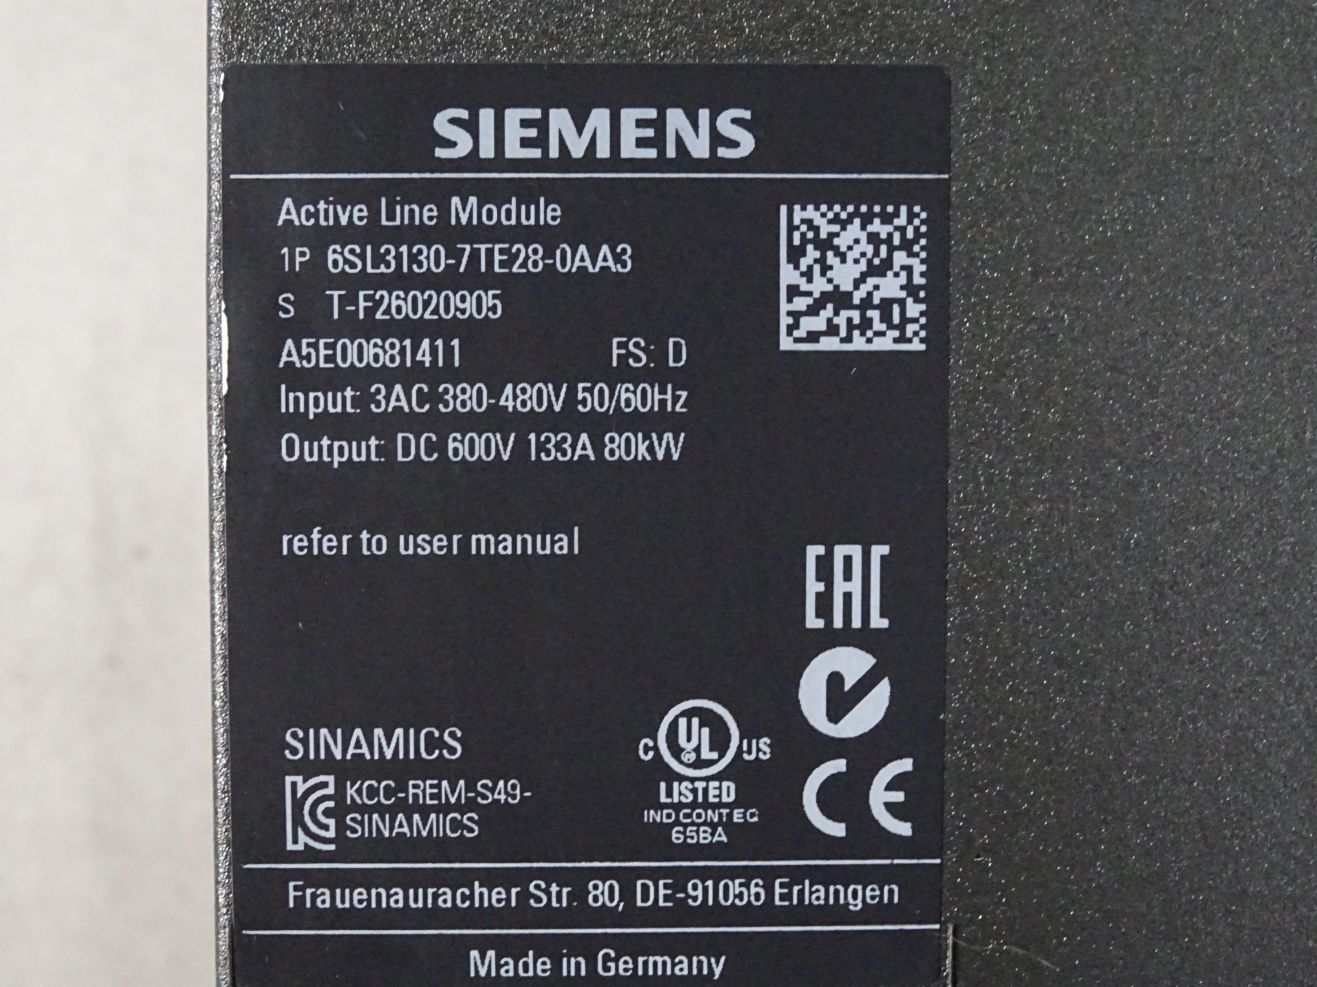 SIEMENS
Active Line Module
1P 6SL3130-7TE28-0AA3
S T-F26020905
A5E00681411 FS: D
Input: 3AC 380-480V 50/60Hz
Output: DC 600V 133A 80kW
refer to user manual
EAC
SINAMICS
C UL US
® LISTED
KCC-REM-S49-
SINAMICS
IND CONT EQ
65BA
CE
Frauenauracher Str. 80, DE-91056 Erlangen
Made in Germany